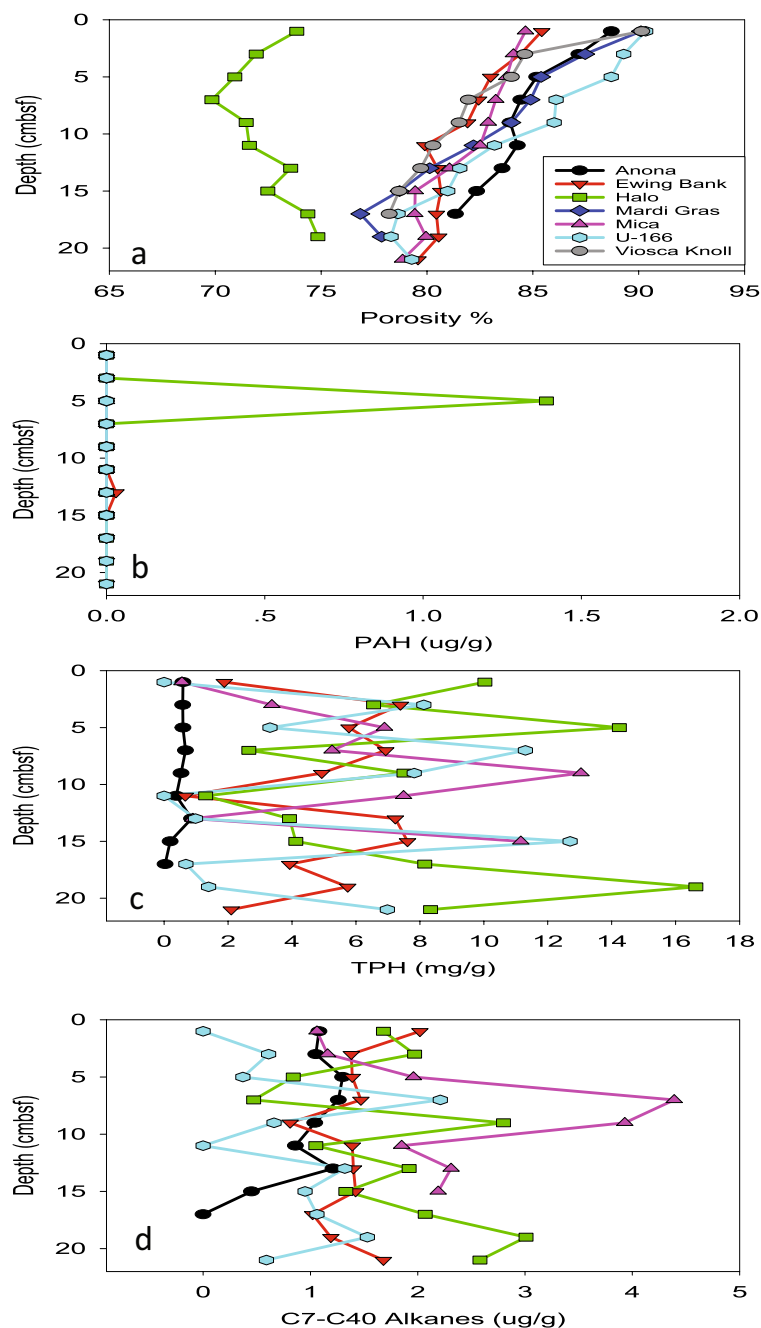 0
5
10
15
20
Depth (cmbsf)
a
Anona
Ewing Bank
Halo
Mardi Gras
Mica
U-166
Viosca Knoll
65 70 75 80 85 90 95
Porosity %
0
5
10
15
20
Depth (cmbsf)
b
0.0 .5 1.0 1.5 2.0
PAH (ug/g)
0
5
10
15
20
Depth (cmbsf)
c
0 2 4 6 8 10 12 14 16 18
TPH (mg/g)
0
5
10
15
20
Depth (cmbsf)
d
0 1 2 3 4 5
C7-C40 Alkanes (ug/g)